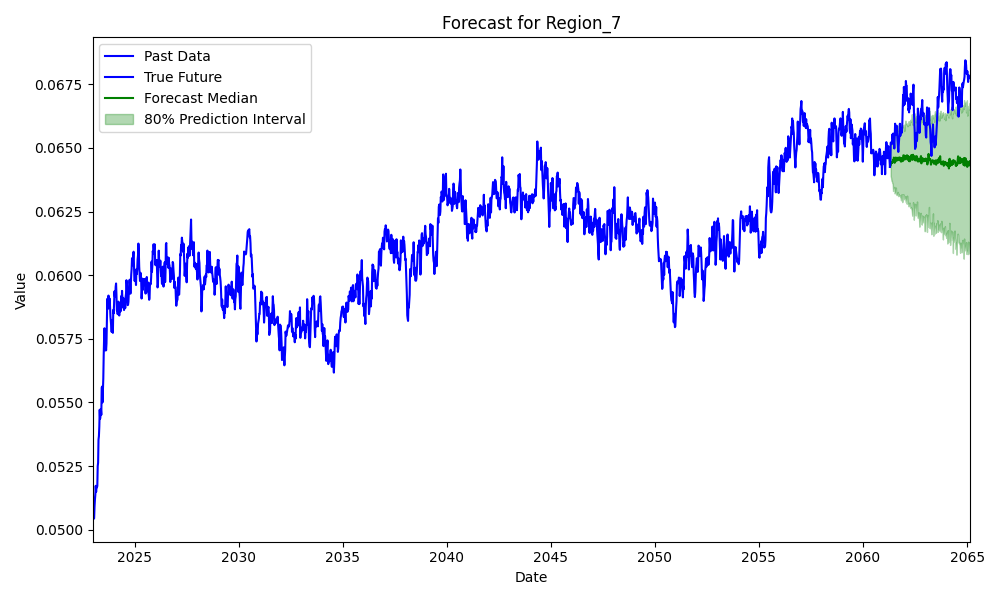 Forecast for Region_7
Past Data
True Future
Forecast Median
80% Prediction Interval
Value
0.0675
0.0650
0.0625
0.0600
0.0575
0.0550
0.0525
0.0500
2025 2030 2035 2040 2045 2050 2055 2060 2065
Date